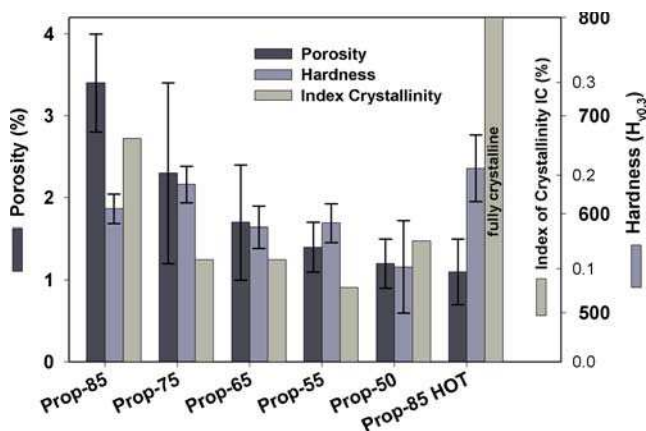 4
3
2
1
0
Porosity (%)
Porosity
Hardness
Index Crystallinity
fully crystalline
0.3
0.2
0.1
0.0
Index of Crystallinity IC (%)
800
700
600
500
Hardness (Hv0.3)
Prop-85
Prop-75
Prop-65
Prop-55
Prop-50
Prop-85 HOT